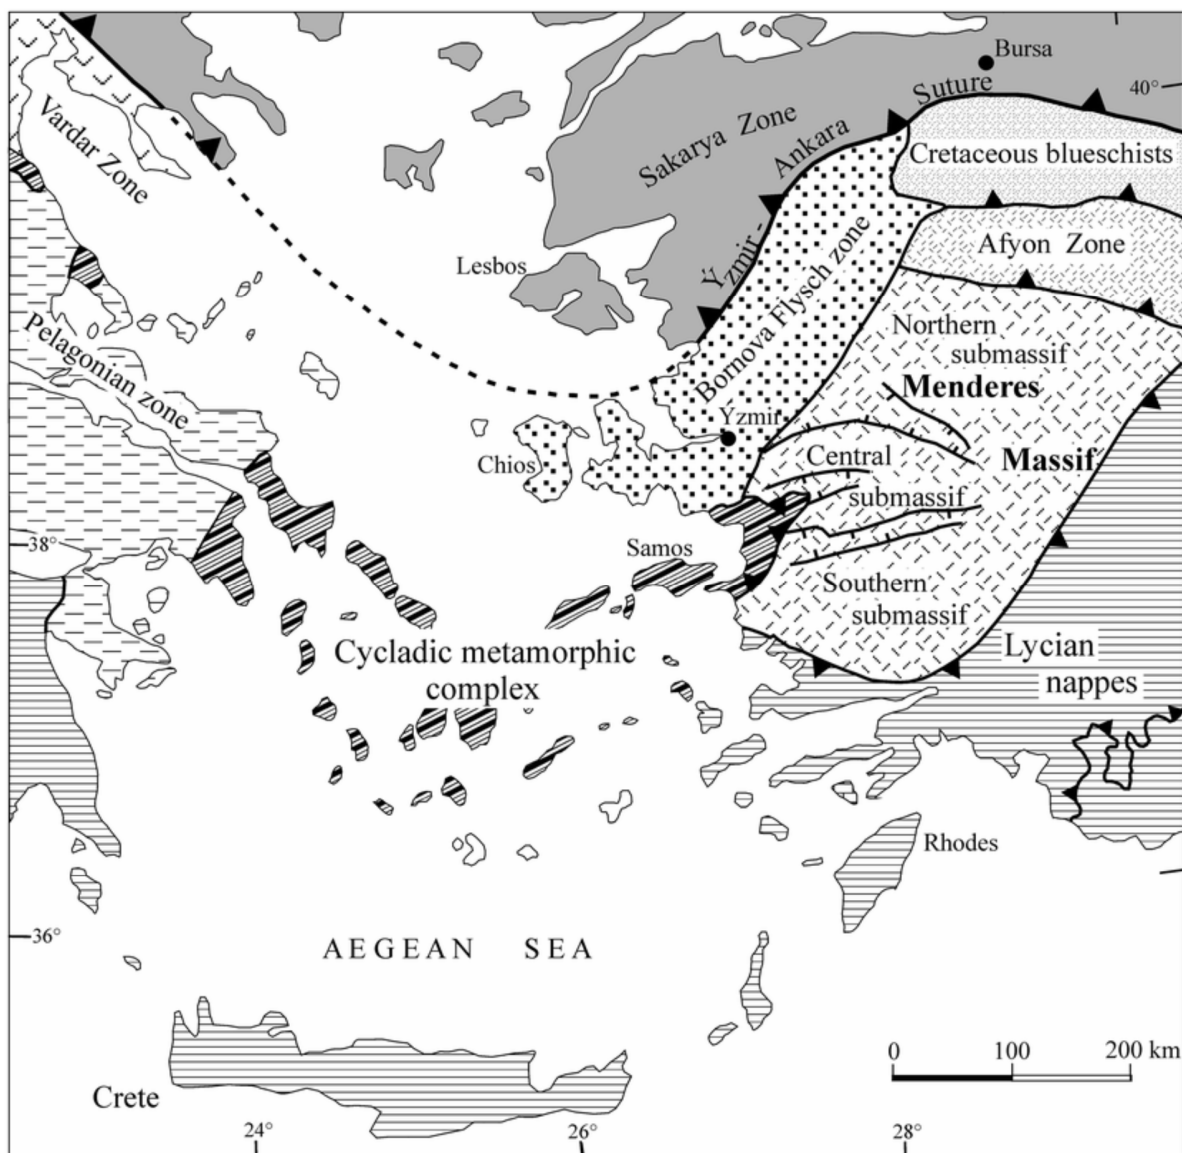 Bursa
40°
Suture
Vardar Zone
Sakarya Zone
Ankara
Cretaceous blueschists
Afyon Zone
Lesbos
Yzmir -
Bornova Flysch zone
Northern
submassif
Pelagonian zone
Menderes
Yzmir
Chios
Central
Massif
submassif
38°
Samos
Southern
submassif
Cycladic metamorphic
complex
Lycian
nappes
Rhodes
36°
AEGEAN SEA
0 100 200 km
Crete
24°
26°
28°